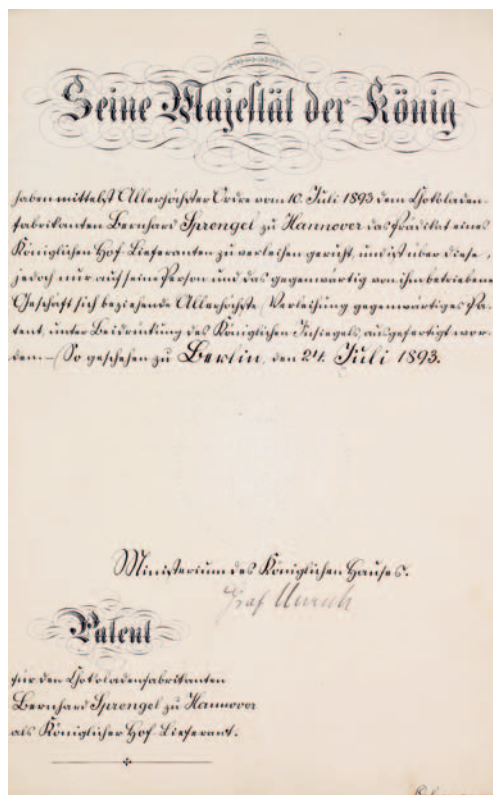 Seine Majestät der König
haben mittelst Allerhöchster Ordre vom 10. Juli 1893 dem Chokoladen-
fabrikanten Bernhard Sprengel zu Hannover das Prädikat eines
Königlichen Hof-Lieferanten zu verleihen geruht, und ist über diese,
jedoch nur auf seine Person und das gegenwärtig von ihm betriebene
Geschäft sich beziehende Allerhöchste Verleihung gegenwärtiges Pa-
tent, unter Beidrückung des Königlichen Insiegels, ausgefertigt wor-
den. – So geschehen zu Berlin, den 24. Juli 1893.
Ministerium des Königlichen Hauses.
Graf
Patent
für den Chokoladenfabrikanten
Bernhard Sprengel zu Hannover
als Königlicher Hof-Lieferant.